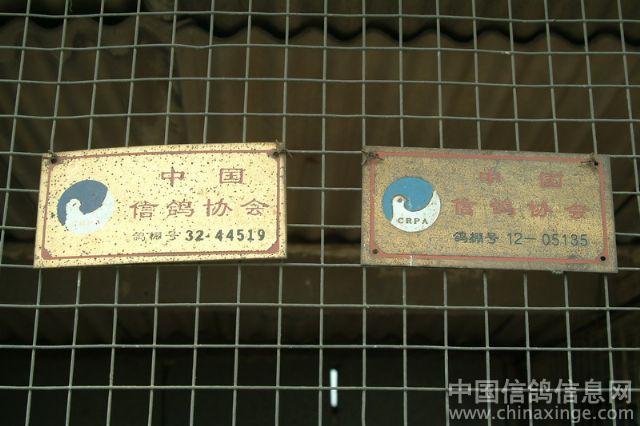 中国
信鸽协会
鸽棚号 32-44519
中国
信鸽协会
CRPA
鸽棚号 12-05135
中国信鸽信息网
www.chinaxinge.com